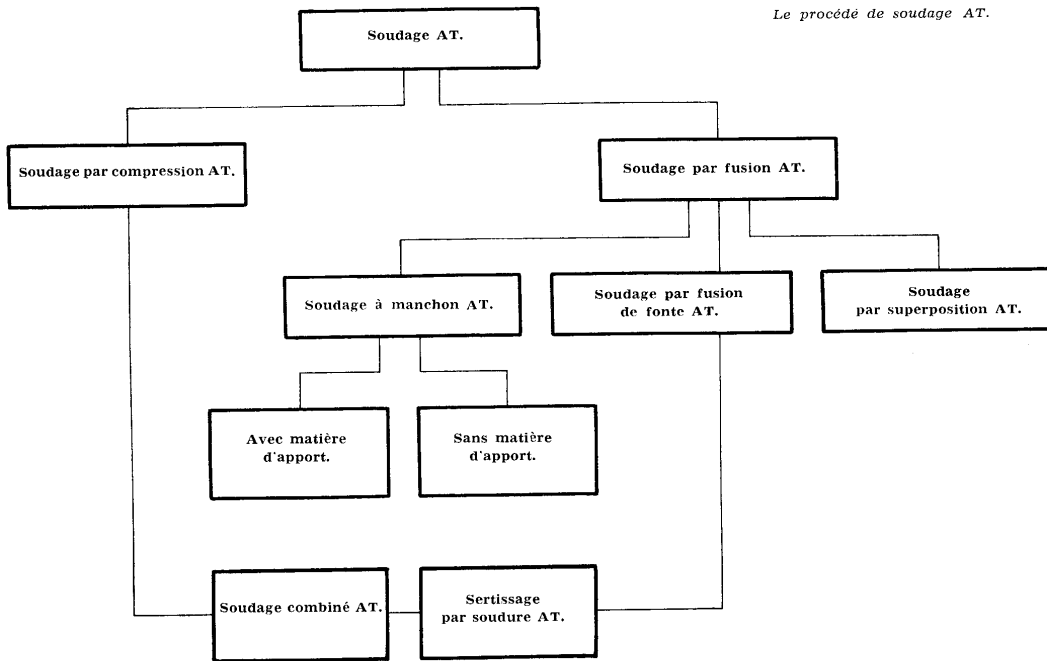 Le procédé de soudage AT.
Soudage AT.
Soudage par compression AT.
Soudage par fusion AT.
Soudage à manchon AT.
Soudage par fusion
de fonte AT.
Soudage
par superposition AT.
Avec matière
d'apport.
Sans matière
d'apport.
Soudage combiné AT.
Sertissage
par soudure AT.